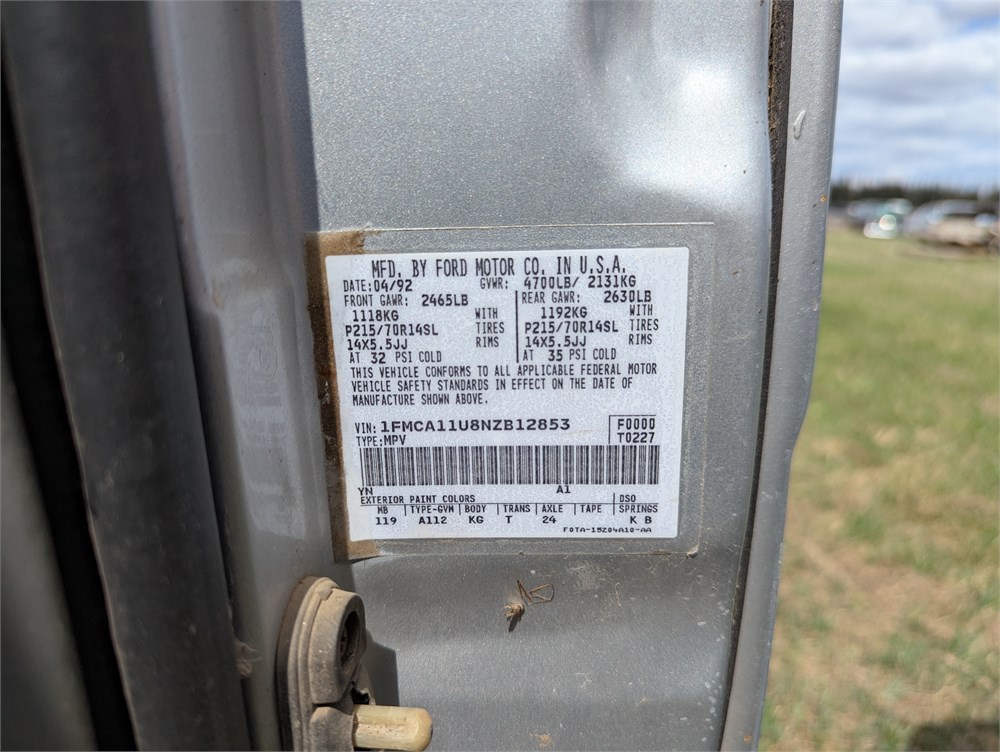 MFD. BY FORD MOTOR CO. IN U.S.A.
DATE:04/92 GVWR: 4700LB/ 2131KG
FRONT GAWR: 2465LB REAR GAWR: 2630LB
1118KG WITH 1192KG WITH
P215/70R14SL TIRES P215/70R14SL TIRES
14X5.5JJ RIMS 14X5.5JJ RIMS
AT 32 PSI COLD AT 35 PSI COLD
THIS VEHICLE CONFORMS TO ALL APPLICABLE FEDERAL MOTOR
VEHICLE SAFETY STANDARDS IN EFFECT ON THE DATE OF
MANUFACTURE SHOWN ABOVE.
VIN: 1FMCA11U8NZB12853 F0000
TYPE:MPV T0227
YN A1
EXTERIOR PAINT COLORS DSO
WB TYPE-GVM BODY TRANS AXLE TAPE SPRINGS
119 A112 KG T 24 K B
F0TA-15204A10-AA